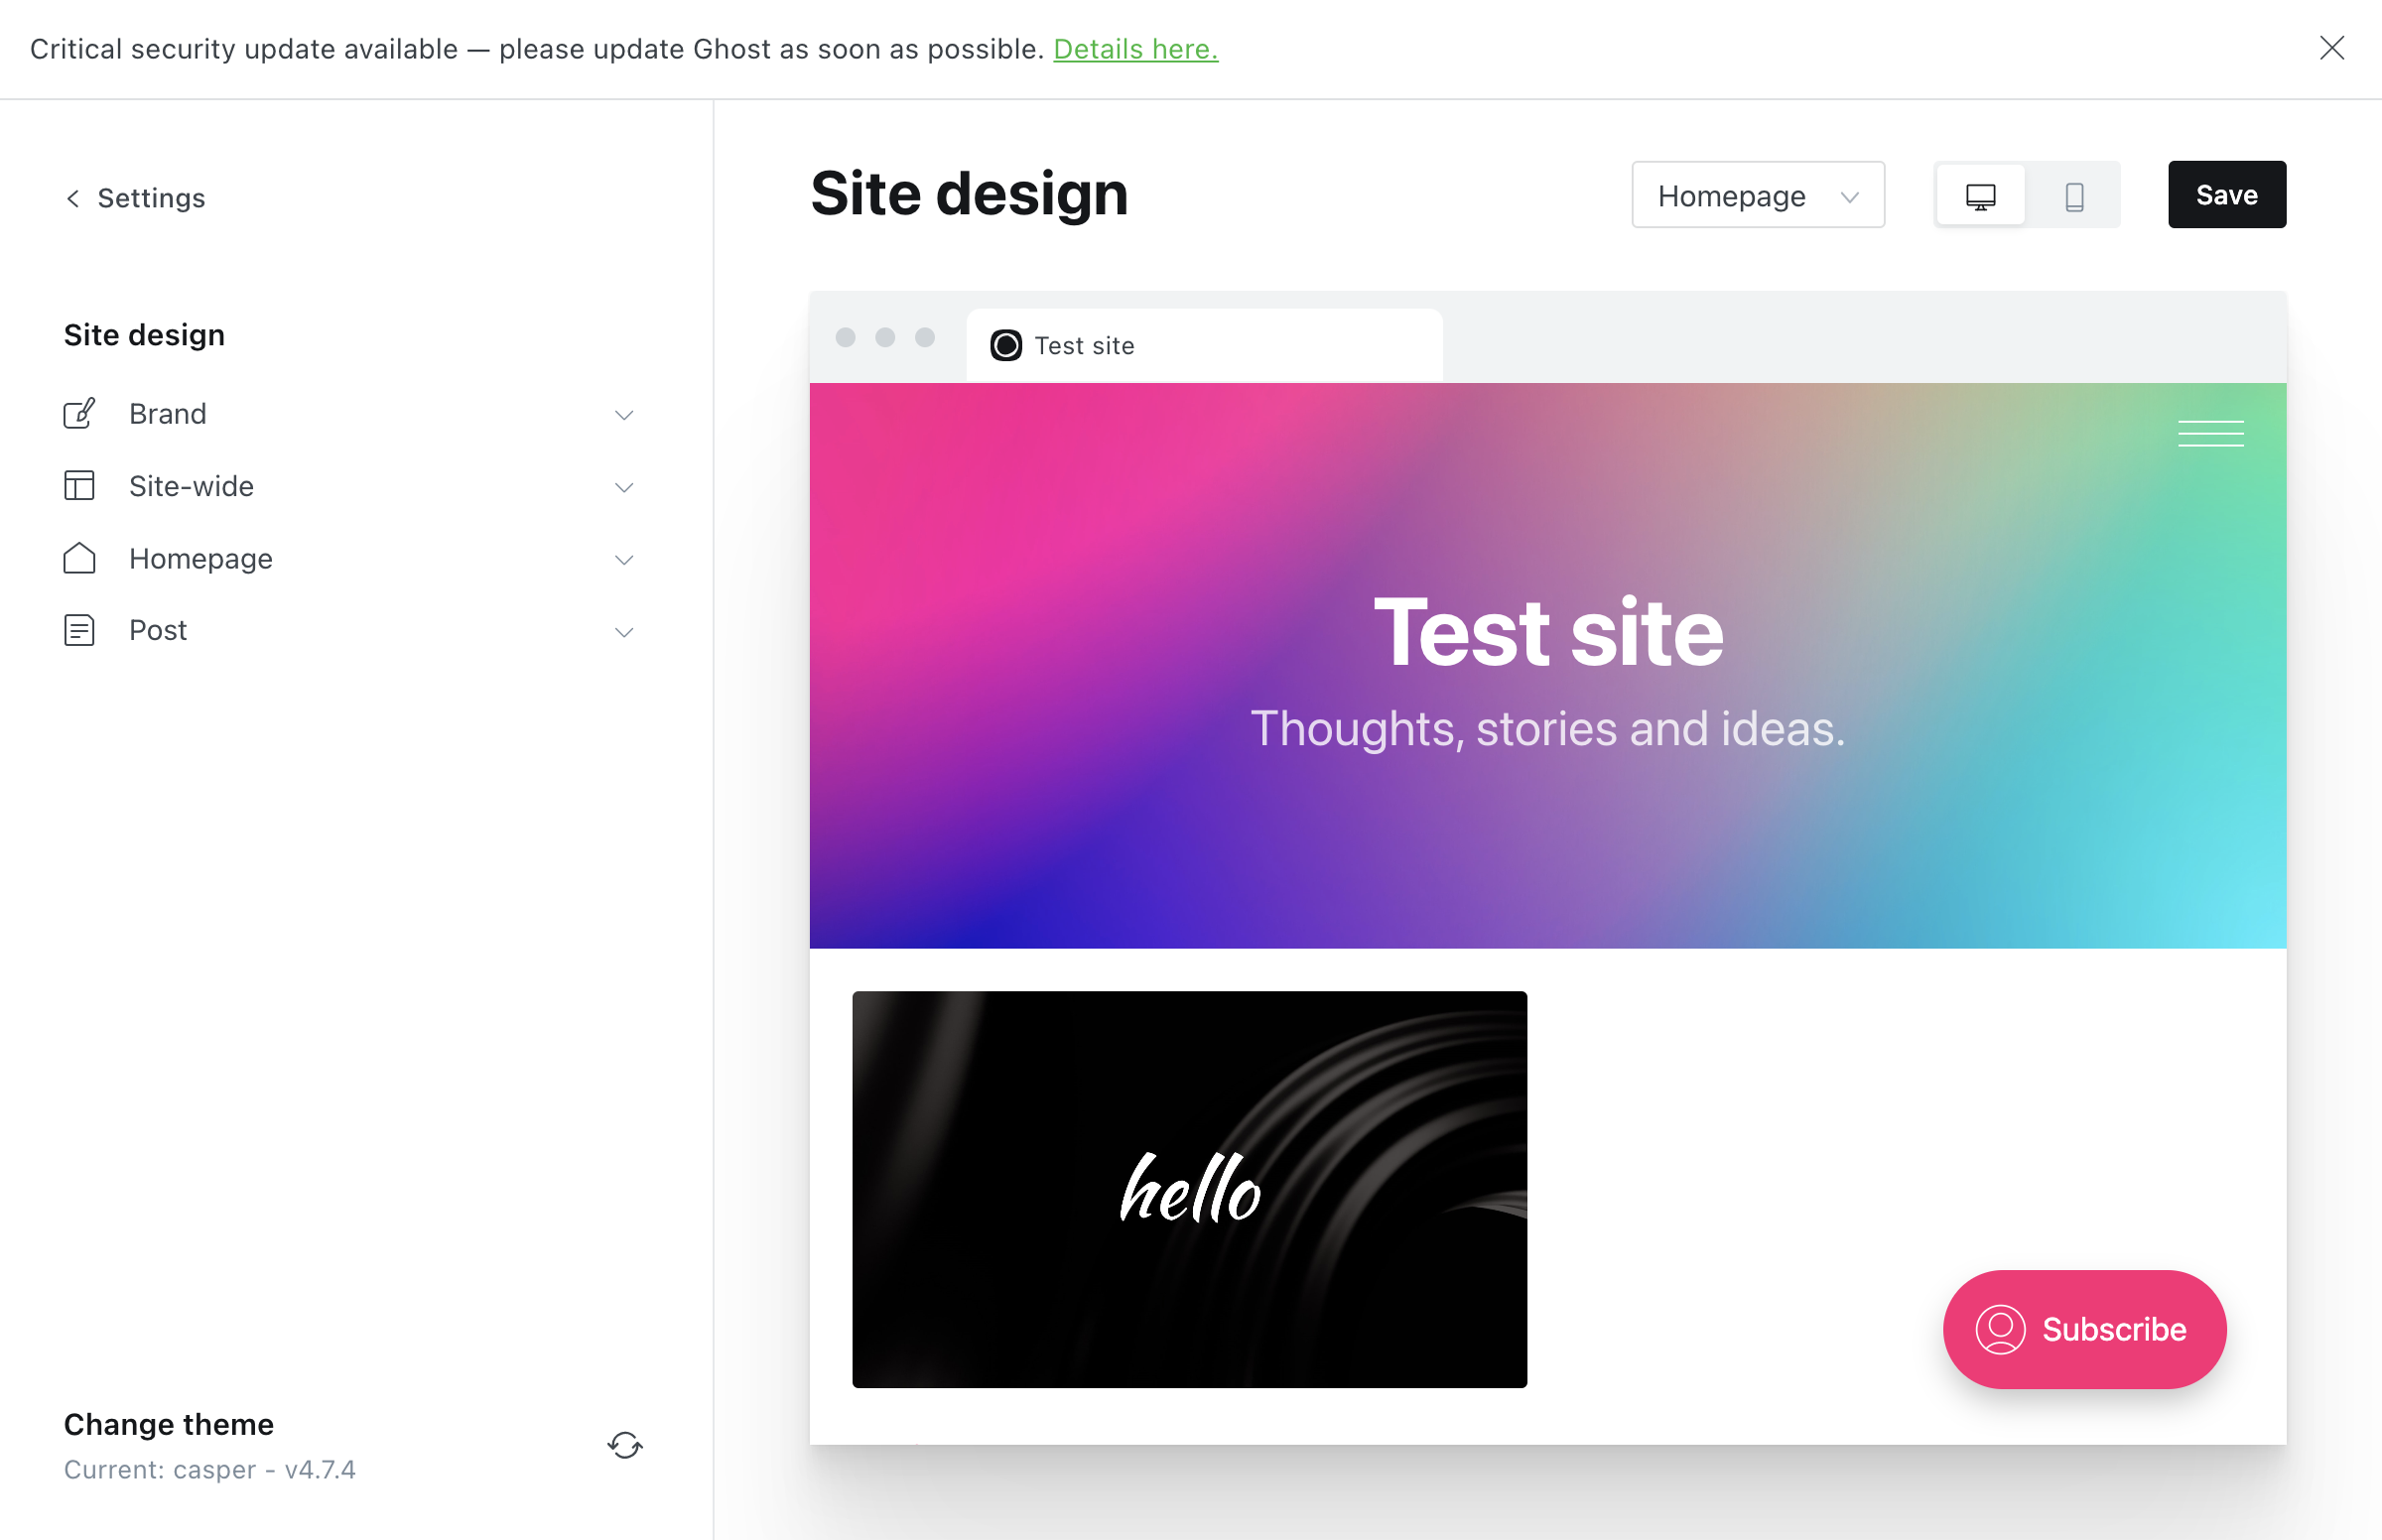 Critical security update available — please update Ghost as soon as possible. Details here.
Settings
Site design
Brand
Site-wide
Homepage
Post
Change theme
Current: casper - v4.7.4
Site design
Homepage
Save
Test site
Test site
Thoughts, stories and ideas.
hello
Subscribe